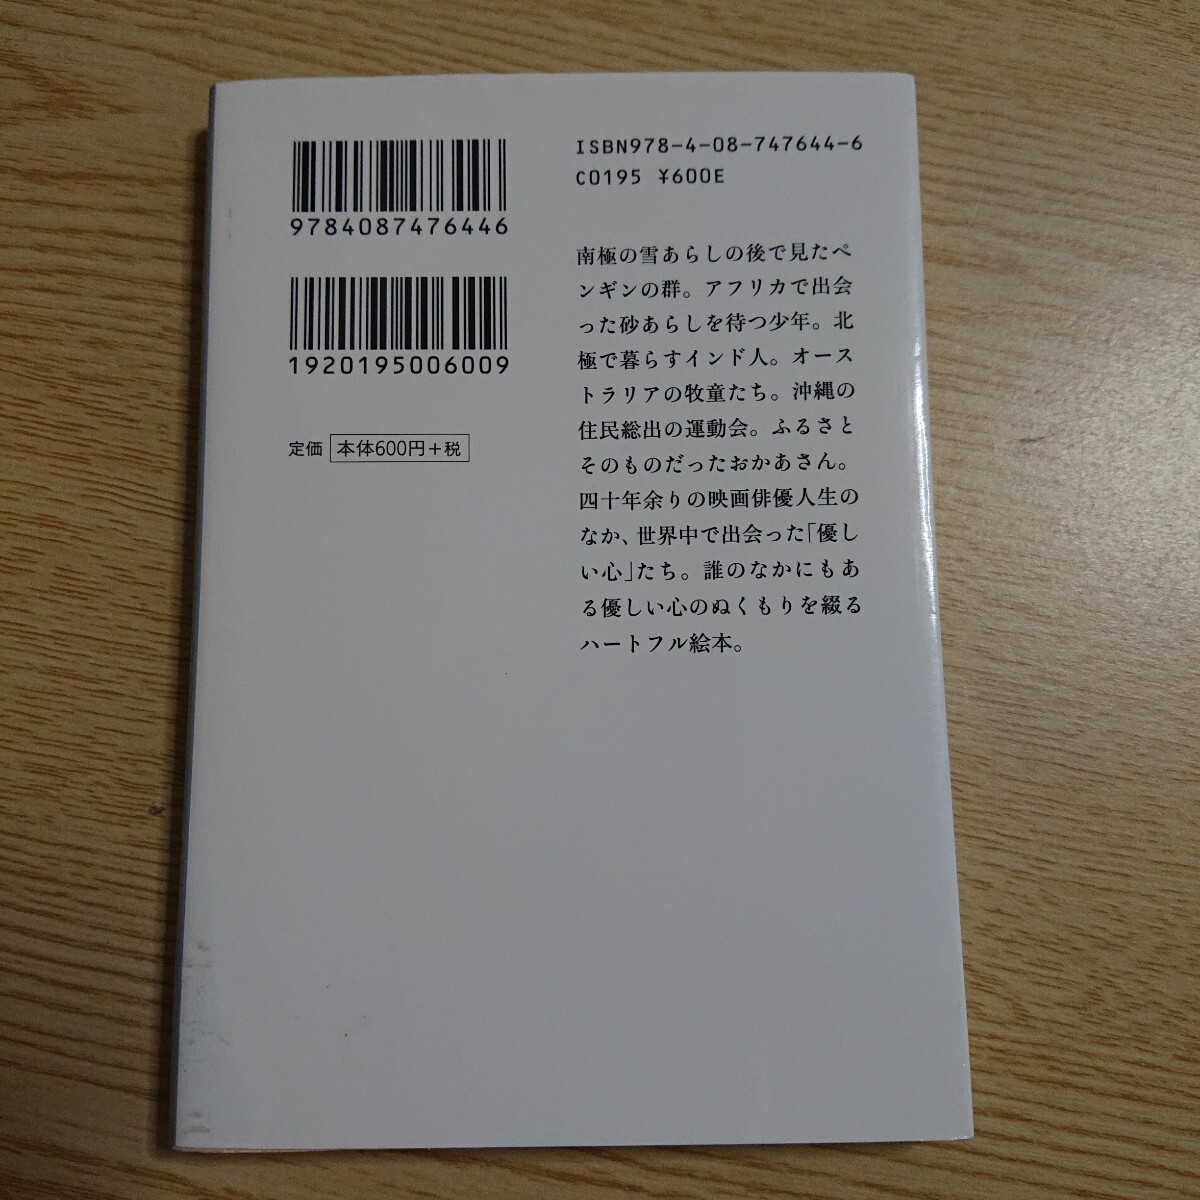 9784087476446
1920195006009
定価 本体600円+税
ISBN978-4-08-747644-6
C0195 ¥600E
南極の雪あらしの後で見たペ
ンギンの群。アフリカで出会
った砂あらしを待つ少年。北
極で暮らすインド人。オース
トラリアの牧童たち。沖縄の
住民総出の運動会。ふるさと
そのものだったおかあさん。
四十年余りの映画俳優人生の
なか、世界中で出会った「優し
い心」たち。誰のなかにもあ
る優しい心のぬくもりを綴る
ハートフル絵本。